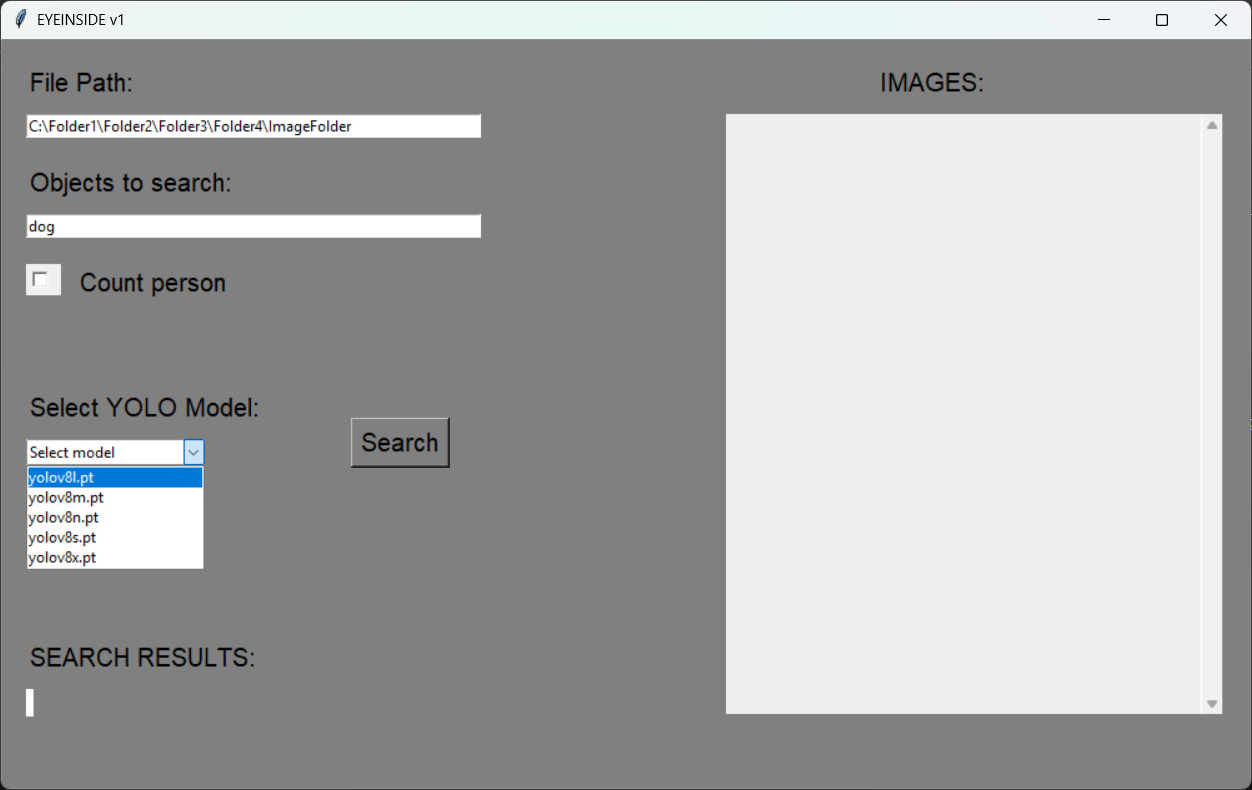 EYEINSIDE v1
File Path:
C:\Folder1\Folder2\Folder3\Folder4\ImageFolder
Objects to search:
dog
Count person
Select YOLO Model:
Select model
yolov8l.pt
yolov8m.pt
yolov8n.pt
yolov8s.pt
yolov8x.pt
Search
SEARCH RESULTS:
IMAGES: